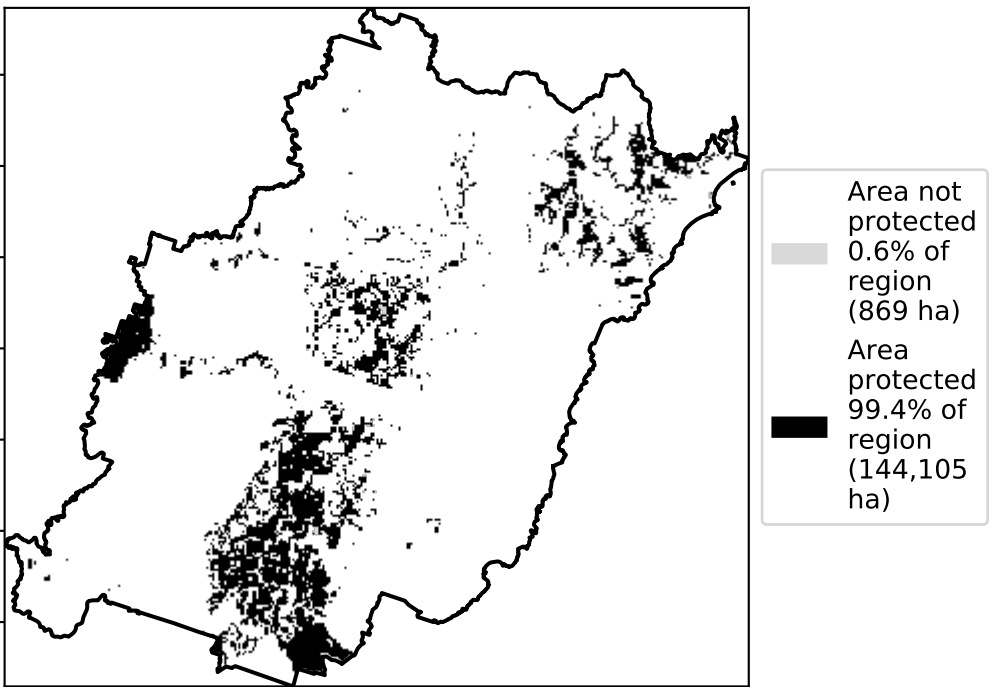 Area not
protected
0.6% of
region
(869 ha)
Area
protected
99.4% of
region
(144,105
ha)